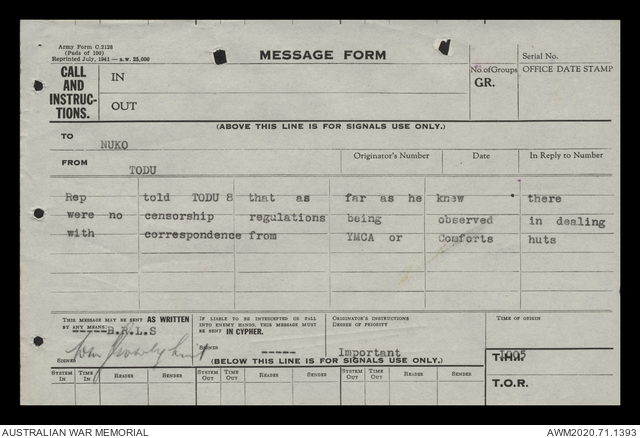 Army Form C.2128
(Pads of 100)
Reprinted July, 1941—A.W. 25,000
MESSAGE FORM
Serial No.
CALL AND INSTRUC-TIONS.
IN
OUT
No. of Groups
GR.
OFFICE DATE STAMP
(ABOVE THIS LINE IS FOR SIGNALS USE ONLY.)
TO
NUKO
FROM
TODU
Originator's Number
Date
In Reply to Number
Rep told TODU 8 that as far as he knew there
were no censorship regulations being observed in dealing
with correspondence from YMCA or Comforts huts
THIS MESSAGE MAY BE SENT AS WRITTEN
BY ANY MEANS.
-----B.R.L.S
SIGNED
IF LIABLE TO BE INTERCEPTED OR FALL
INTO ENEMY HANDS, THIS MESSAGE MUST
BE SENT IN CYPHER.
SIGNED
-----
ORIGINATOR'S INSTRUCTIONS
DEGREE OF PRIORITY
Important
TIME OF ORIGIN
1005
(BELOW THIS LINE IS FOR SIGNALS USE ONLY.)
T.H.I.
SYSTEM IN
TIME IN
READER
SENDER
SYSTEM OUT
TIME OUT
READER
SENDER
SYSTEM OUT
TIME OUT
READER
SENDER
T.O.R.
AUSTRALIAN WAR MEMORIAL
AWM2020.71.1393